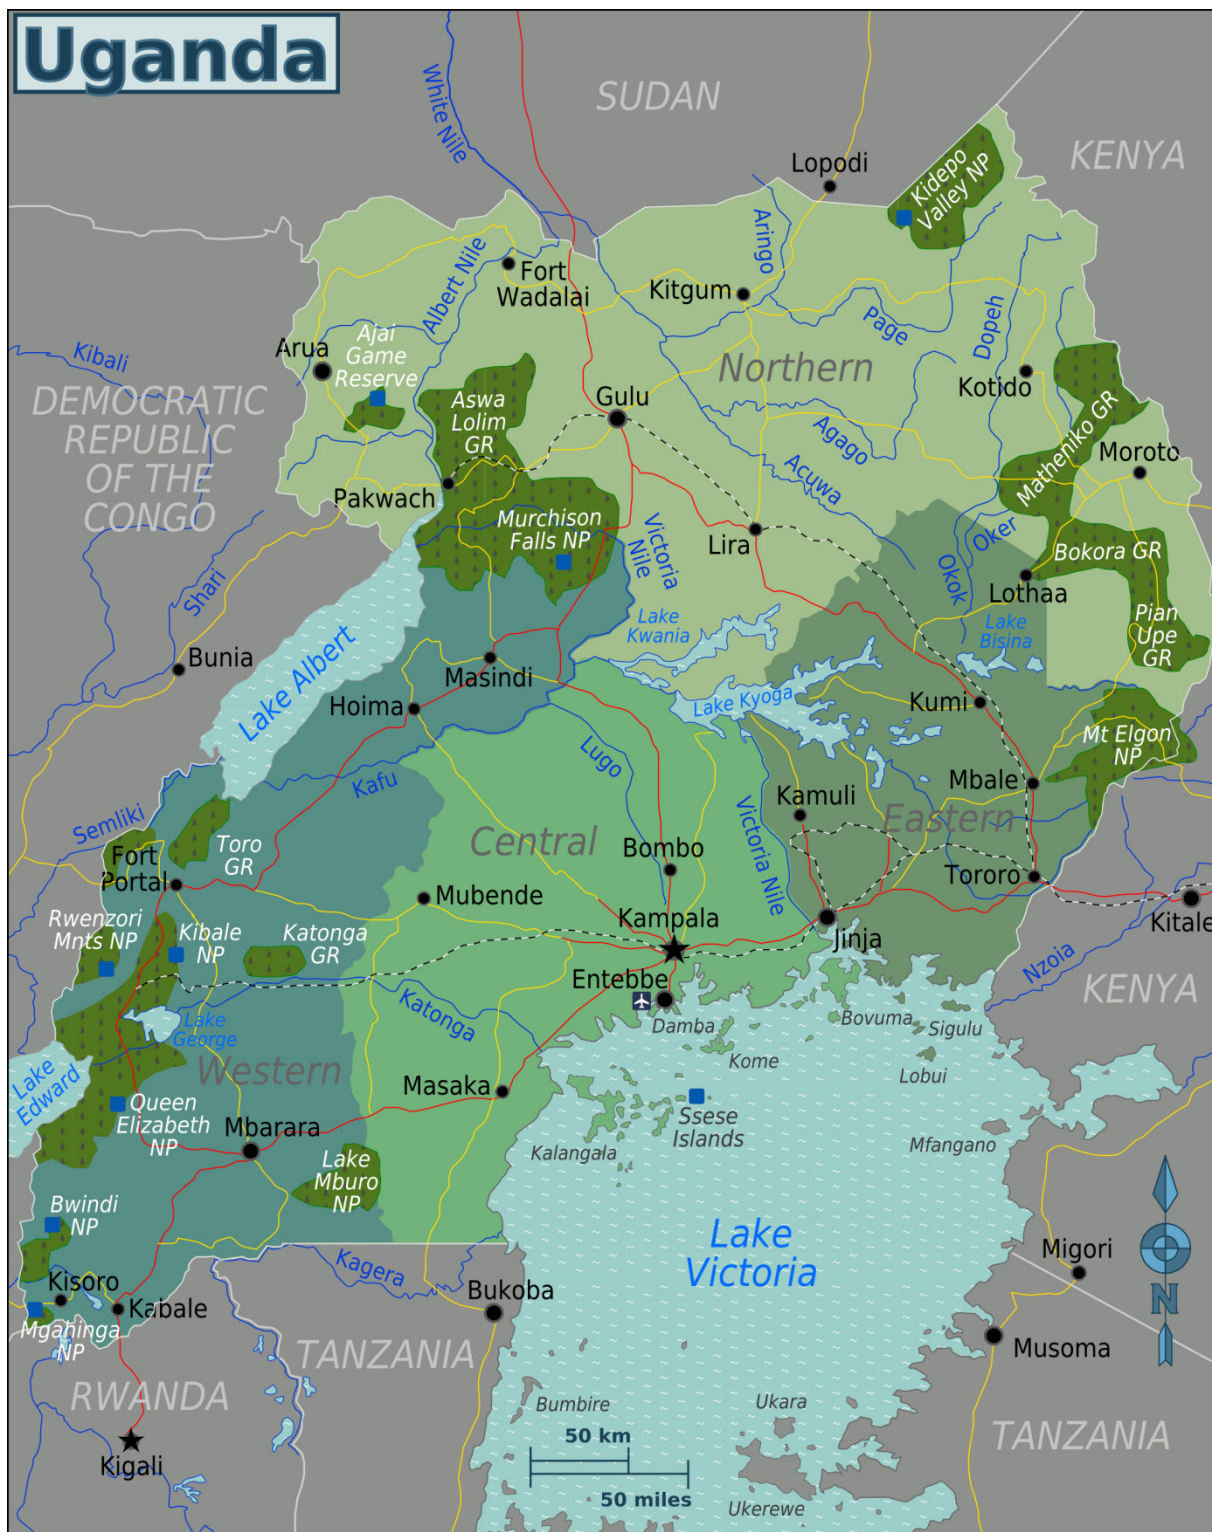 Uganda
SUDAN
White Nile
KENYA
Lopodi
Kidepo
Valley NP
Aringo
Albert Nile
Fort
Wadalai
Kitgum
Page
Dopeh
Kibali
Arua
Ajai
Game
Reserve
Northern
Kotido
DEMOCRATIC
REPUBLIC
OF THE
CONGO
Aswa
Lolim
GR
Gulu
Agago
Acuwa
Matheniko GR
Moroto
Pakwach
Murchison
Falls NP
Victoria
Nile
Lira
Oker
Okok
Bokora GR
Lothaa
Shari
Bunia
Lake
Kwania
Lake
Bisina
Pian
Upe
GR
Lake Albert
Masindi
Hoima
Lake Kyoga
Kumi
Mt Elgon
NP
Lugo
Kafu
Mbale
Semliki
Kamuli
Victoria Nile
Eastern
Central
Toro
GR
Fort
Portal
Bombo
Tororo
Mubende
Kampala
Kitale
Rwenzori
Mnts NP
Kibale
NP
Katonga
GR
Jinja
Nzoia
KENYA
Entebbe
Katonga
Lake
George
Damba
Bovuma
Sigulu
Kome
Lobui
Lake
Edward
Western
Masaka
Queen
Elizabeth
NP
Ssese
Islands
Mbarara
Kalangala
Mfangano
Lake
Mburo
NP
Bwindi
NP
Lake
Victoria
Migori
Kagera
N
Kisoro
Kabale
Bukoba
Mgahinga
NP
TANZANIA
Musoma
RWANDA
Bumbire
Ukara
TANZANIA
50 km
Kigali
50 miles
Ukerewe